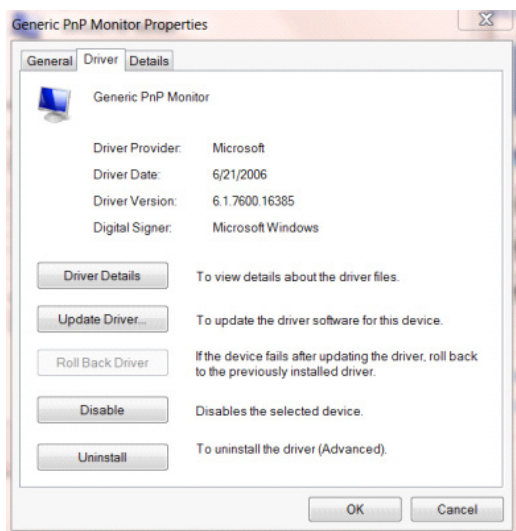 Generic PnP Monitor Properties
General Driver Details
Generic PnP Monitor
Driver Provider: Microsoft
Driver Date: 6/21/2006
Driver Version: 6.1.7600.16385
Digital Signer: Microsoft Windows
Driver Details To view details about the driver files.
Update Driver... To update the driver software for this device.
Roll Back Driver If the device fails after updating the driver, roll back
to the previously installed driver.
Disable Disables the selected device.
Uninstall To uninstall the driver (Advanced).
OK Cancel